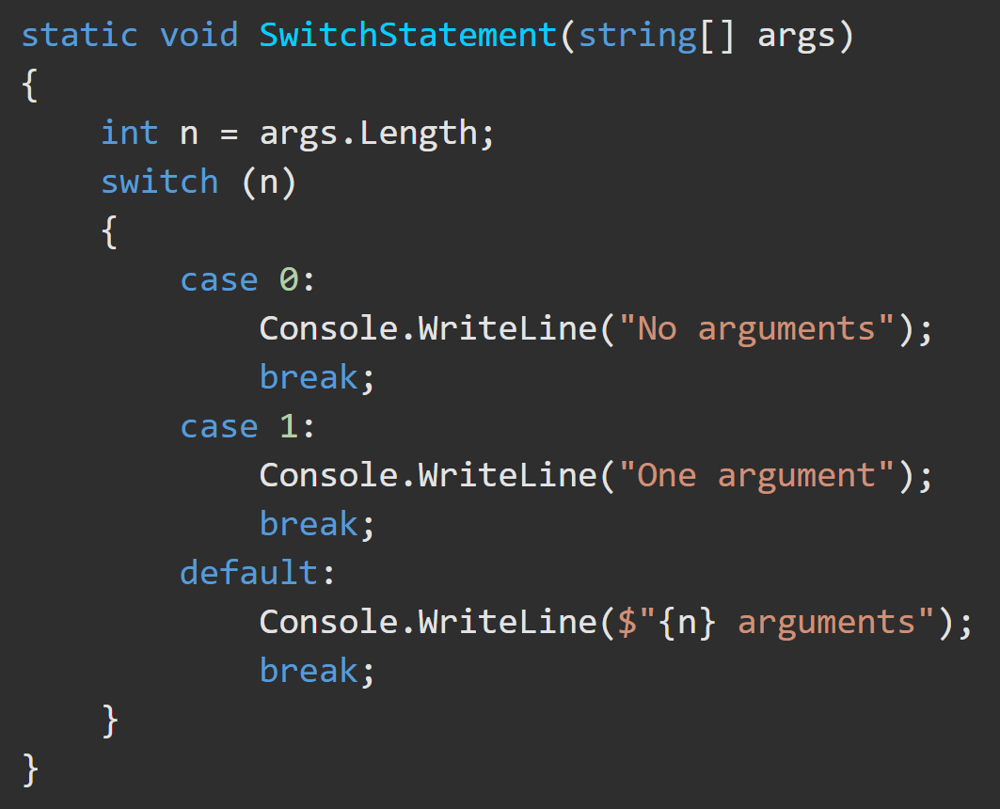 static void SwitchStatement(string[] args)
{
    int n = args.Length;
    switch (n)
    {
        case 0:
            Console.WriteLine("No arguments");
            break;
        case 1:
            Console.WriteLine("One argument");
            break;
        default:
            Console.WriteLine($"{n} arguments");
            break;
    }
}